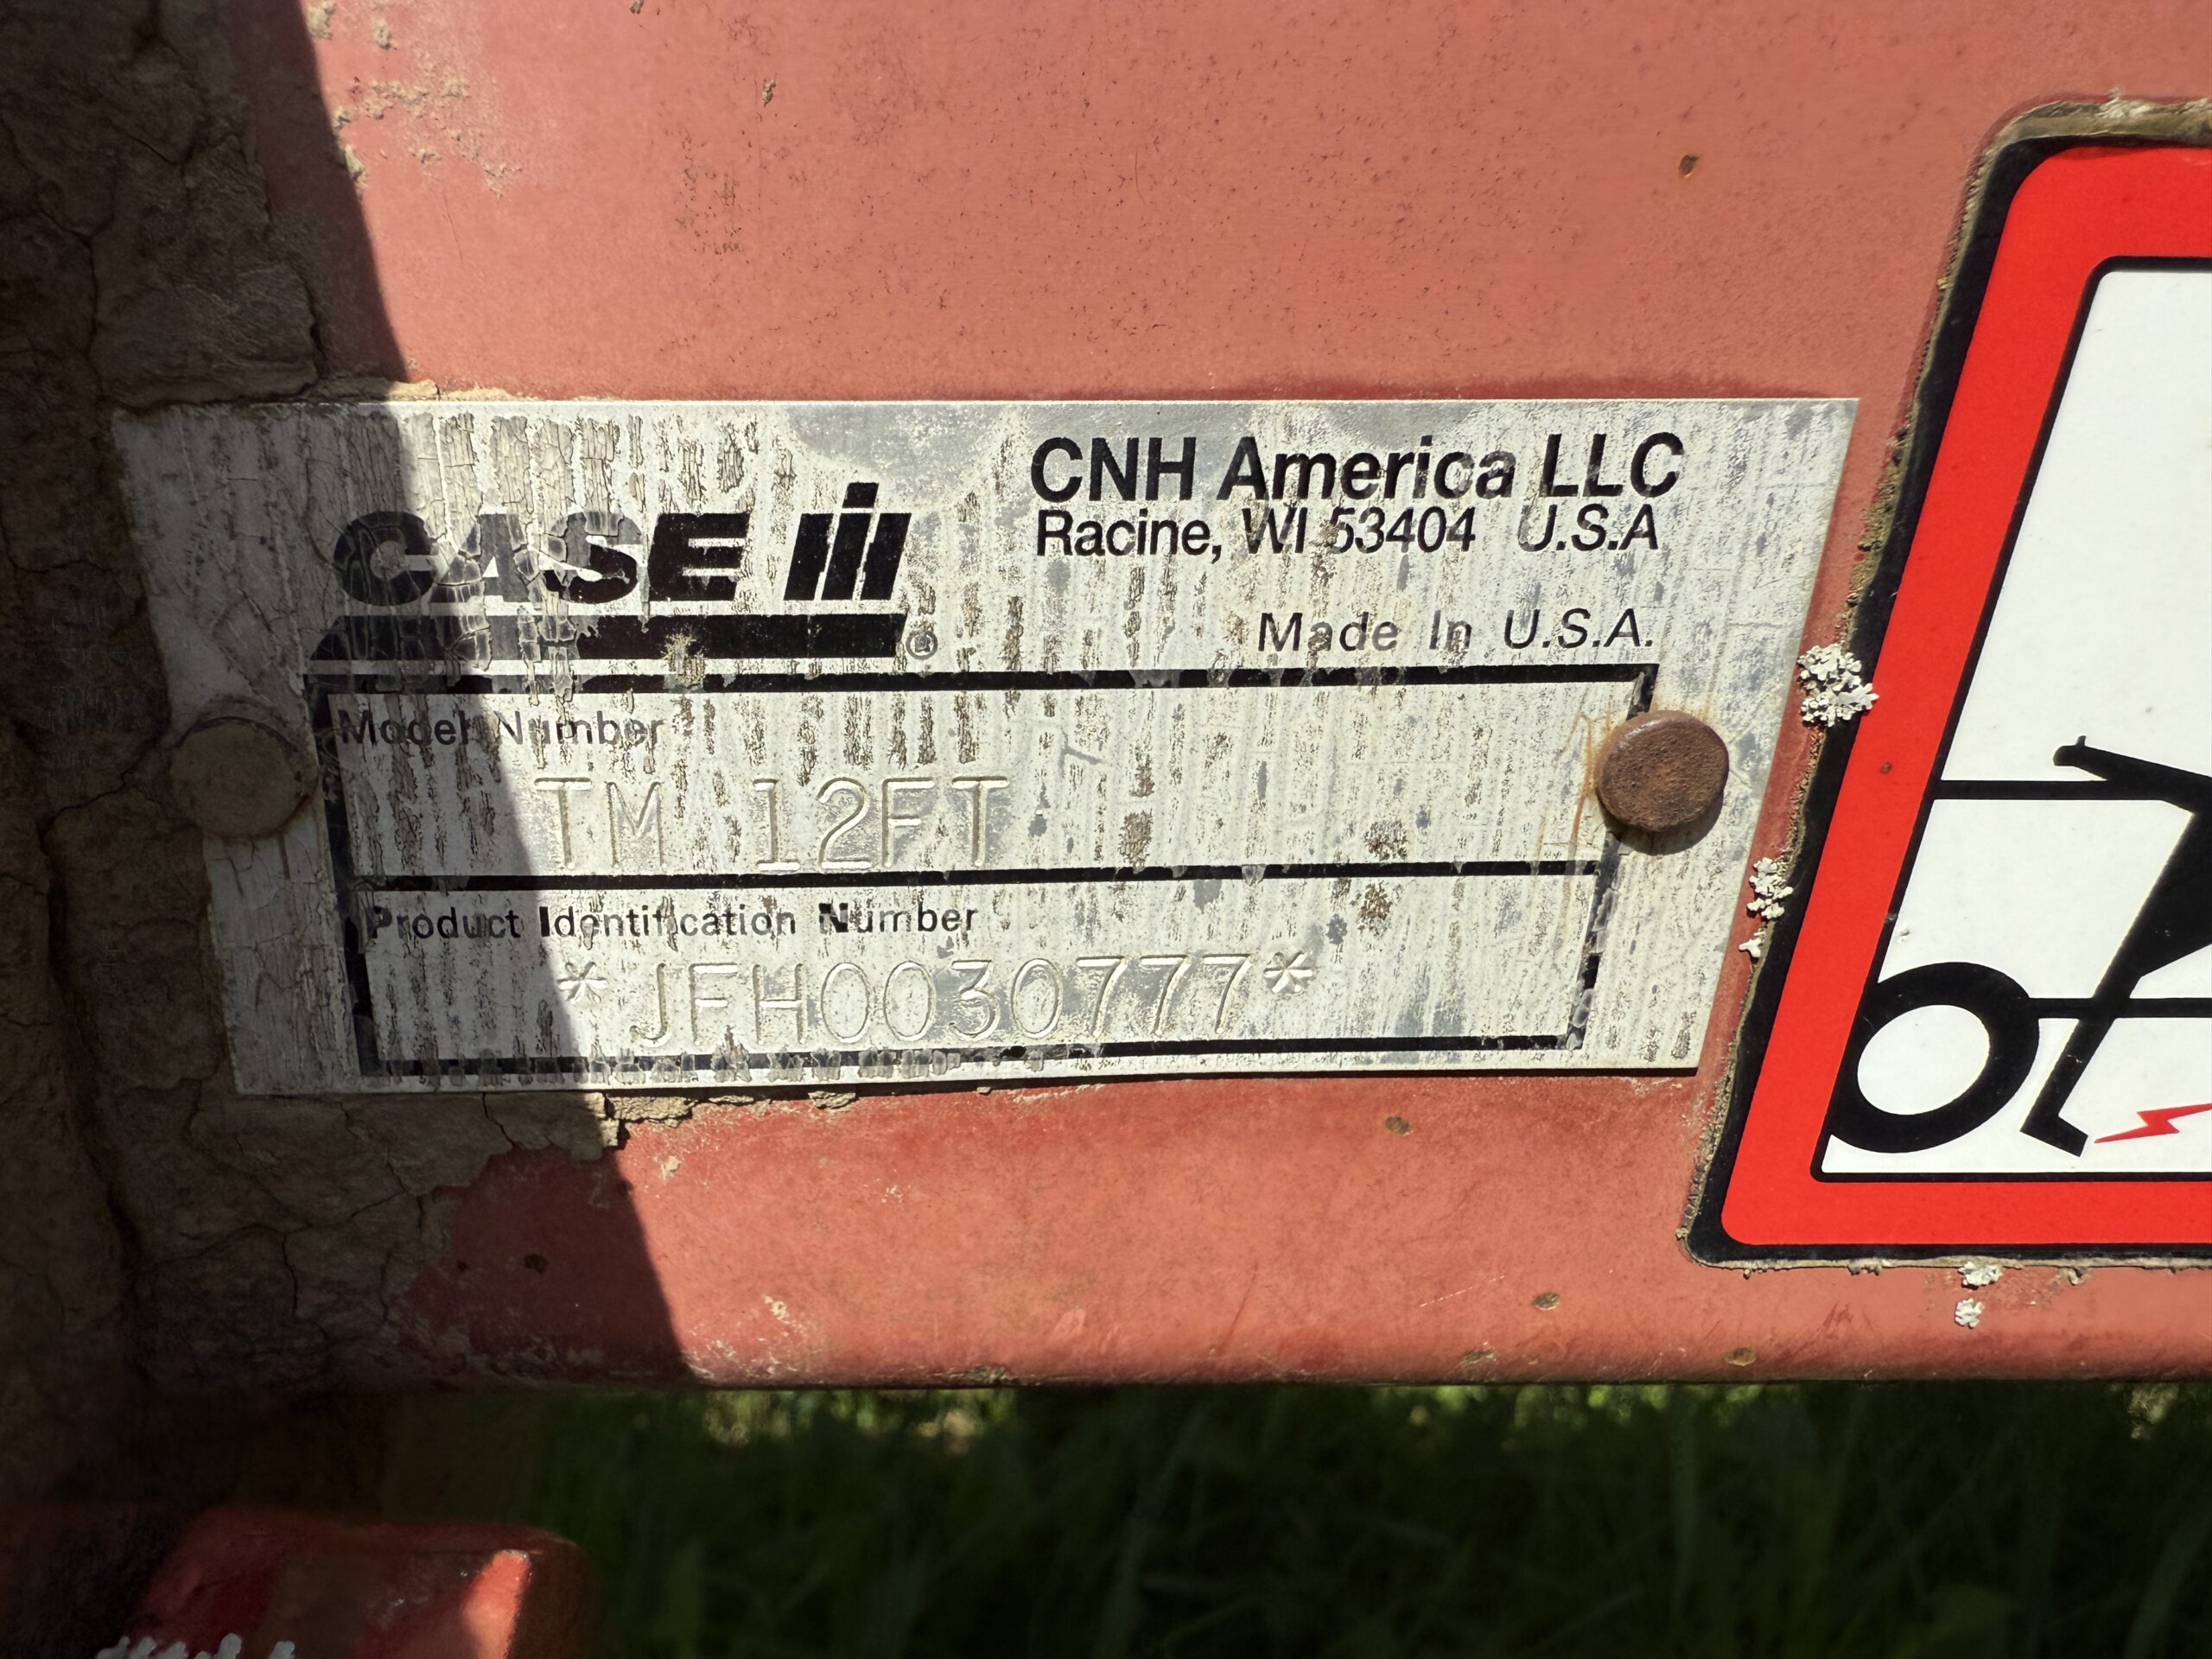 CNH America LLC
CASE IH® Racine, WI 53404 U.S.A
Made In U.S.A.
Model Number
TM 12FT
Product Identification Number
*JFH0030777*